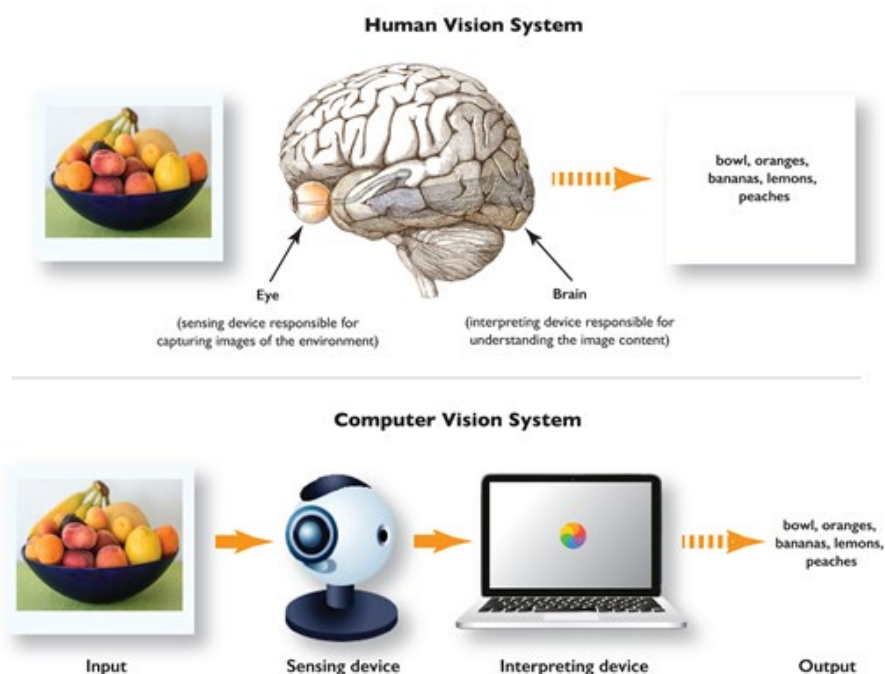 Human Vision System
bowl, oranges,
bananas, lemons,
peaches
Eye
(sensing device responsible for
capturing images of the environment)
Brain
(interpreting device responsible for
understanding the image content)
Computer Vision System
bowl, oranges,
bananas, lemons,
peaches
Input
Sensing device
Interpreting device
Output